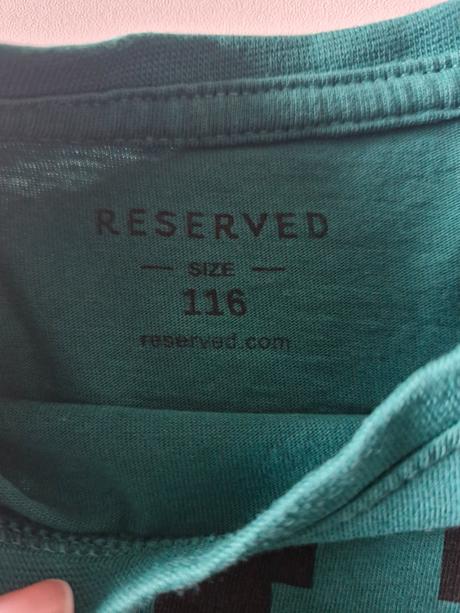 RESERVED
— SIZE —
116
reserved.com